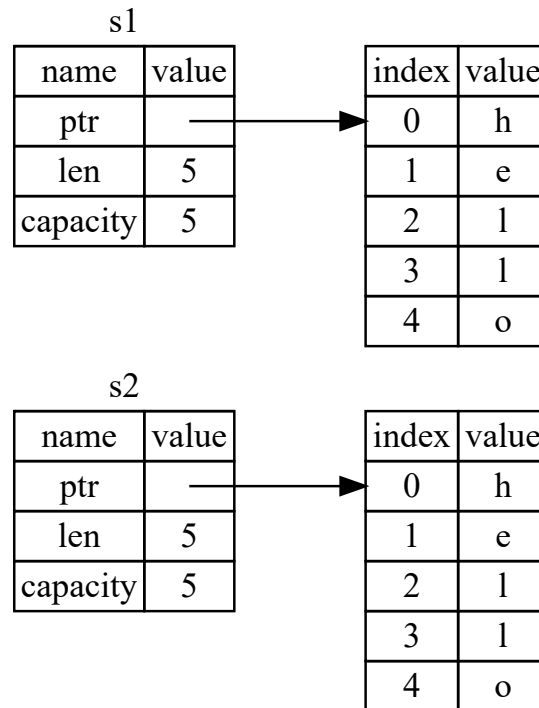 s1
name value
ptr
len 5
capacity 5
index value
0 h
1 e
2 l
3 l
4 o
s2
name value
ptr
len 5
capacity 5
index value
0 h
1 e
2 l
3 l
4 o